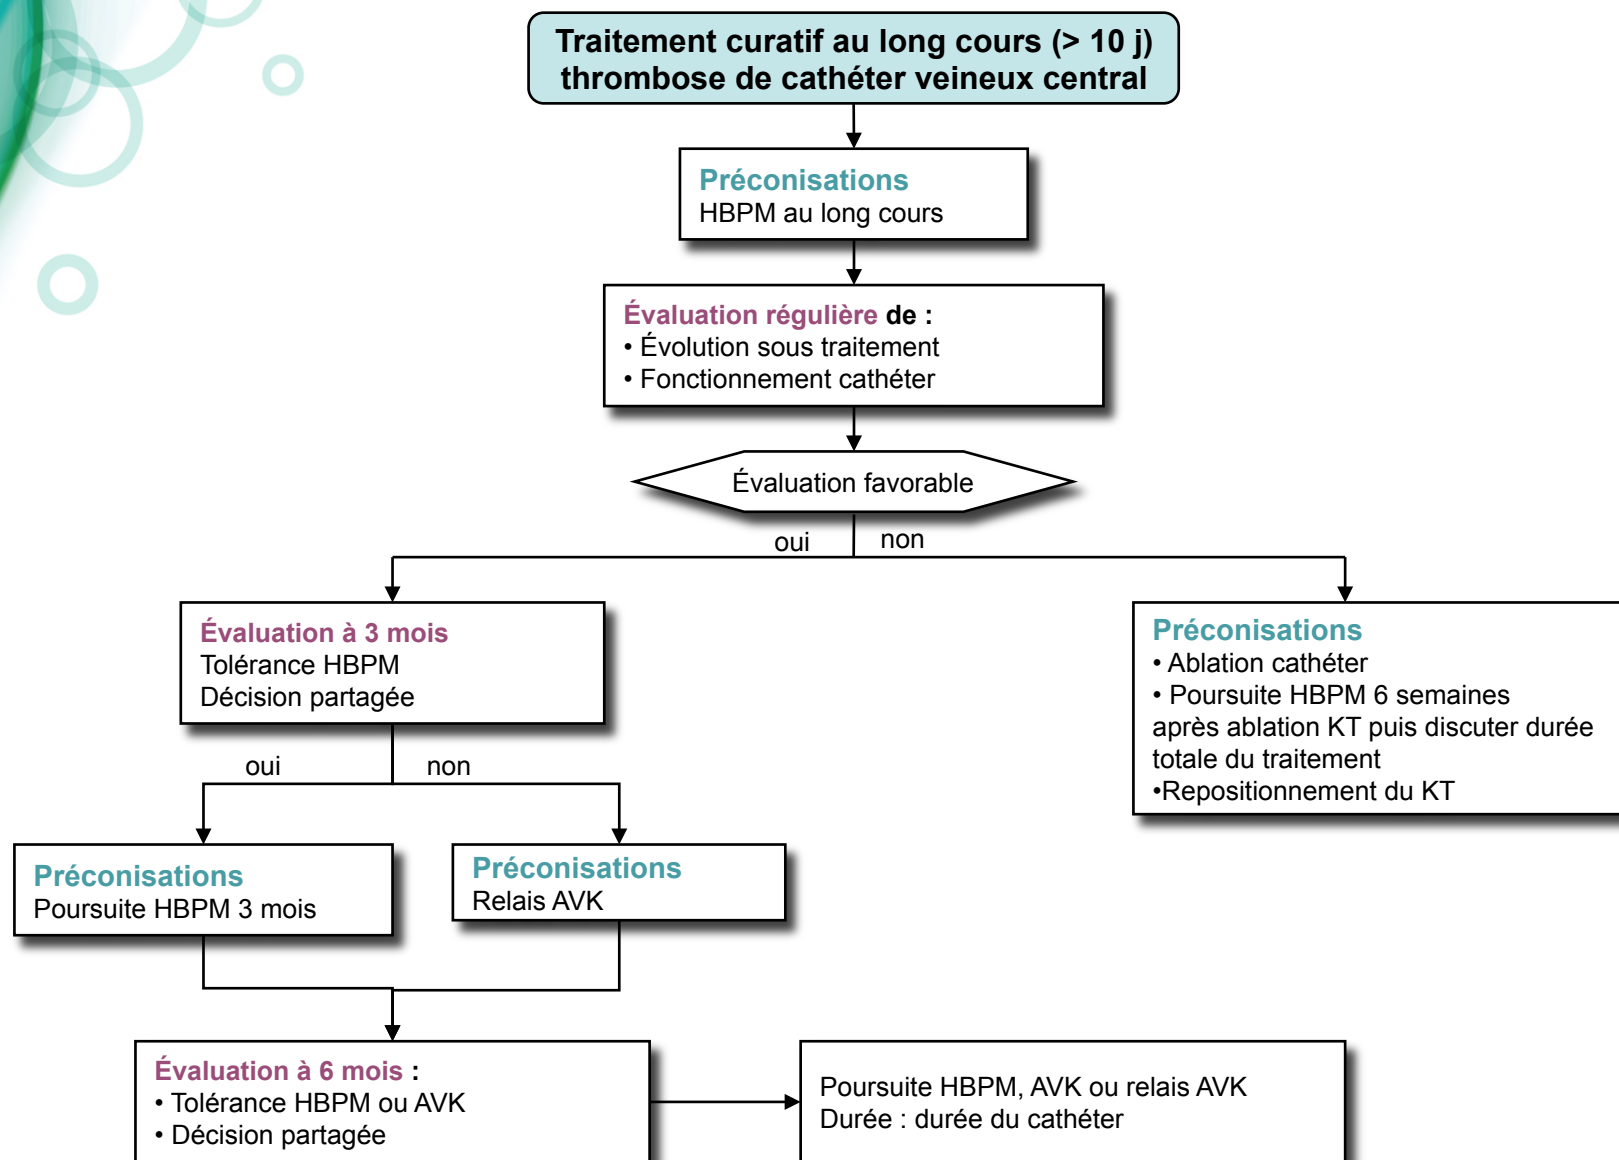 Traitement curatif au long cours (> 10 j)
thrombose de cathéter veineux central
Préconisations
HBPM au long cours
Évaluation régulière de :
• Évolution sous traitement
• Fonctionnement cathéter
Évaluation favorable
oui
non
Évaluation à 3 mois
Tolérance HBPM
Décision partagée
Préconisations
• Ablation cathéter
• Poursuite HBPM 6 semaines
après ablation KT puis discuter durée
totale du traitement
•Repositionnement du KT
oui
non
Préconisations
Poursuite HBPM 3 mois
Préconisations
Relais AVK
Évaluation à 6 mois :
• Tolérance HBPM ou AVK
• Décision partagée
Poursuite HBPM, AVK ou relais AVK
Durée : durée du cathéter